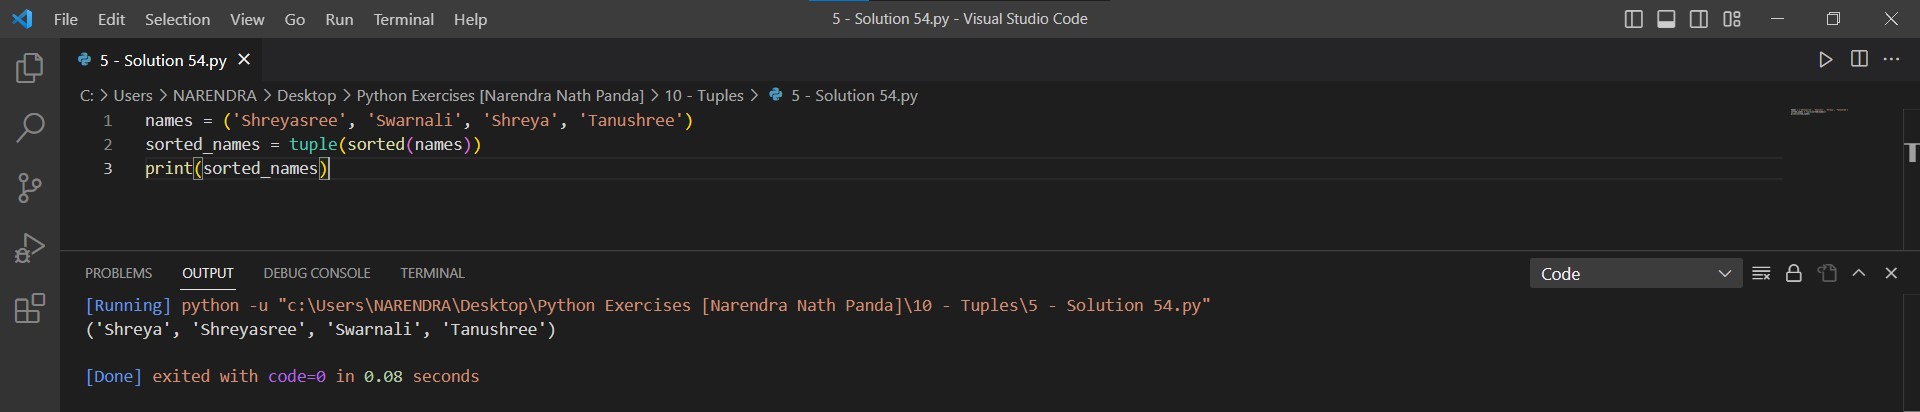 File Edit Selection View Go Run Terminal Help 5 - Solution 54.py - Visual Studio Code
5 - Solution 54.py
C: > Users > NARENDRA > Desktop > Python Exercises [Narendra Nath Panda] > 10 - Tuples > 5 - Solution 54.py
1 names = ('Shreyasree', 'Swarnali', 'Shreya', 'Tanushree')
2 sorted_names = tuple(sorted(names))
3 print(sorted_names)
PROBLEMS OUTPUT DEBUG CONSOLE TERMINAL Code
[Running] python -u "c:\Users\NARENDRA\Desktop\Python Exercises [Narendra Nath Panda]\10 - Tuples\5 - Solution 54.py"
('Shreya', 'Shreyasree', 'Swarnali', 'Tanushree')
[Done] exited with code=0 in 0.08 seconds